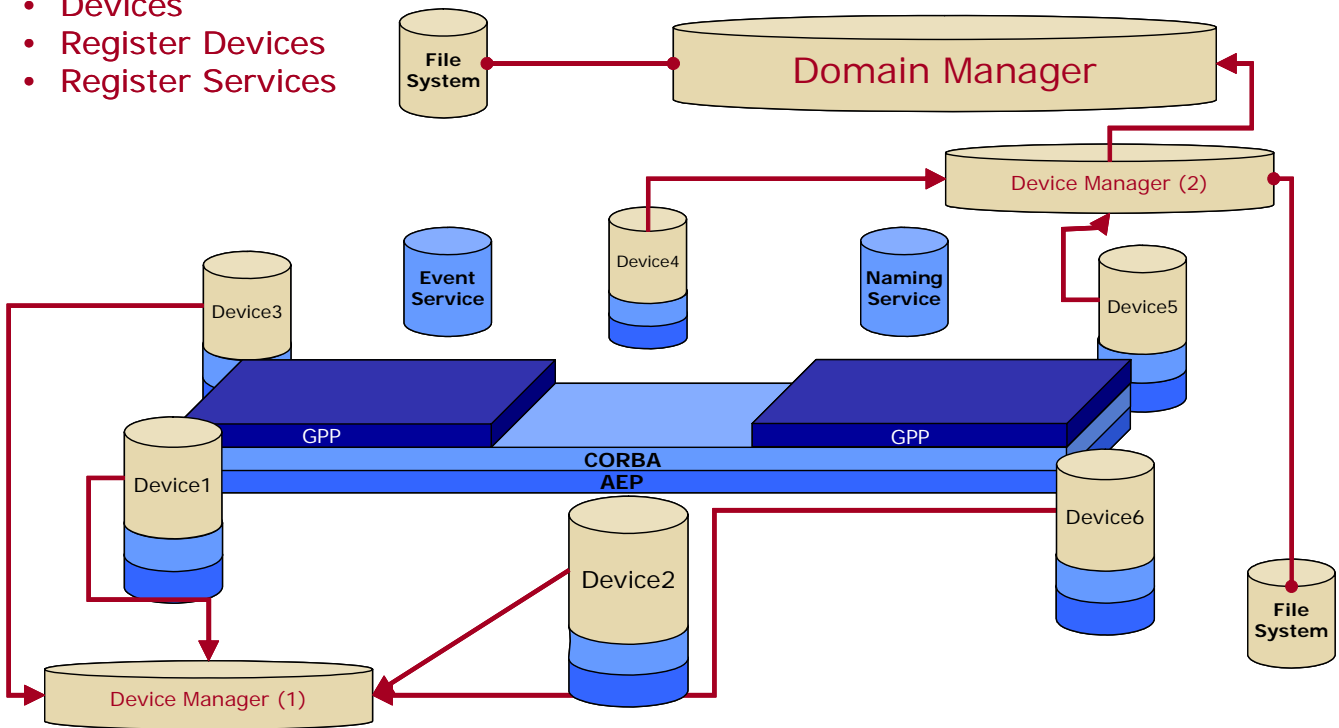 • Devices
• Register Devices
• Register Services
File
System
Domain Manager
Device Manager (2)
Device4
Event
Service
Naming
Service
Device3
Device5
GPP
GPP
CORBA
AEP
Device1
Device6
Device2
File
System
Device Manager (1)